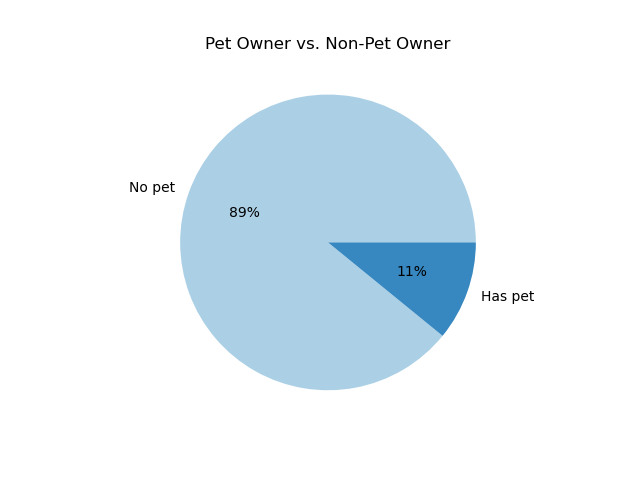 Pet Owner vs. Non-Pet Owner
No pet
89%
11%
Has pet